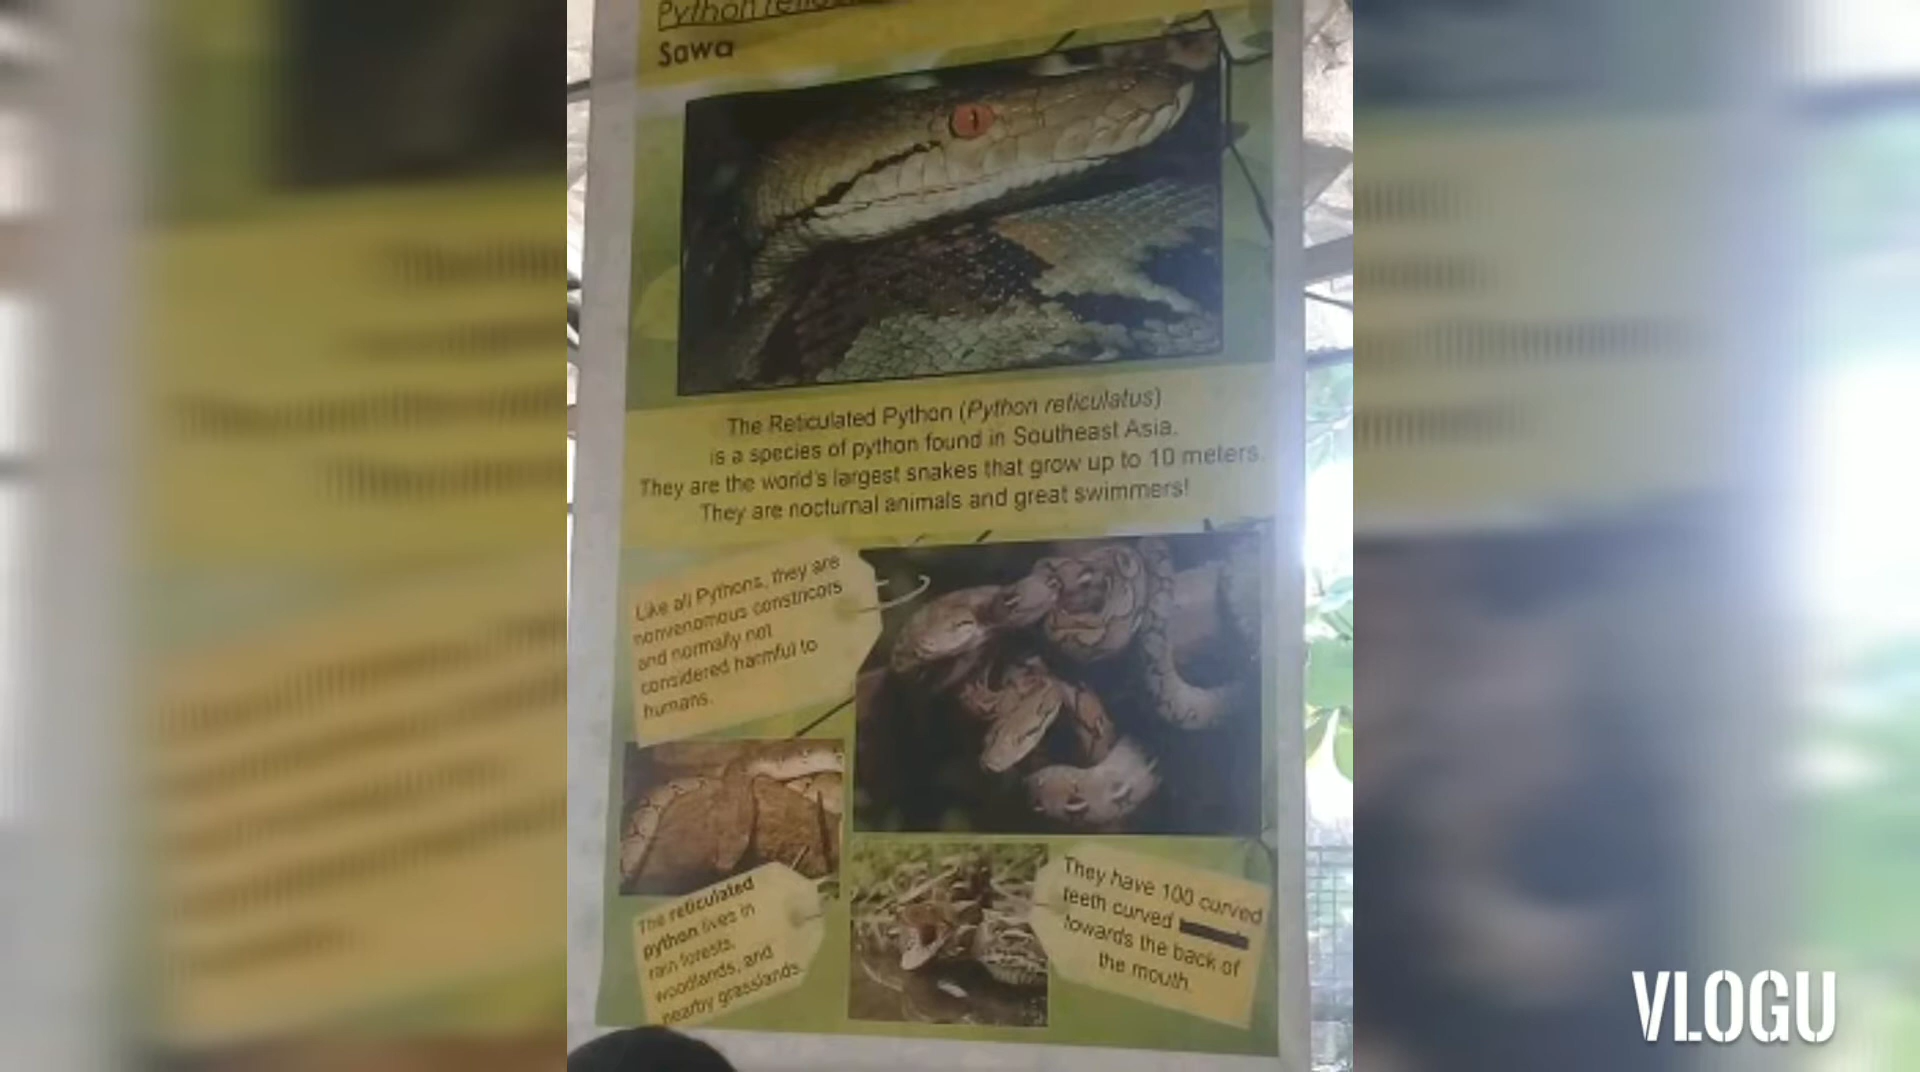 Python
Sawa
The Reticulated Python (Python reticulatus)
is a species of python found in Southeast Asia.
They are the world's largest snakes that grow up to 10 meters.
They are nocturnal animals and great swimmers!
Like all Pythons, they are
nonvenomous constricors
and normally not
considered harmful to
humans.
The reticulated
python lives in
rain forests,
woodlands, and
nearby grasslands.
They have 100 curved
teeth curved
towards the back of
the mouth.
VLOGU